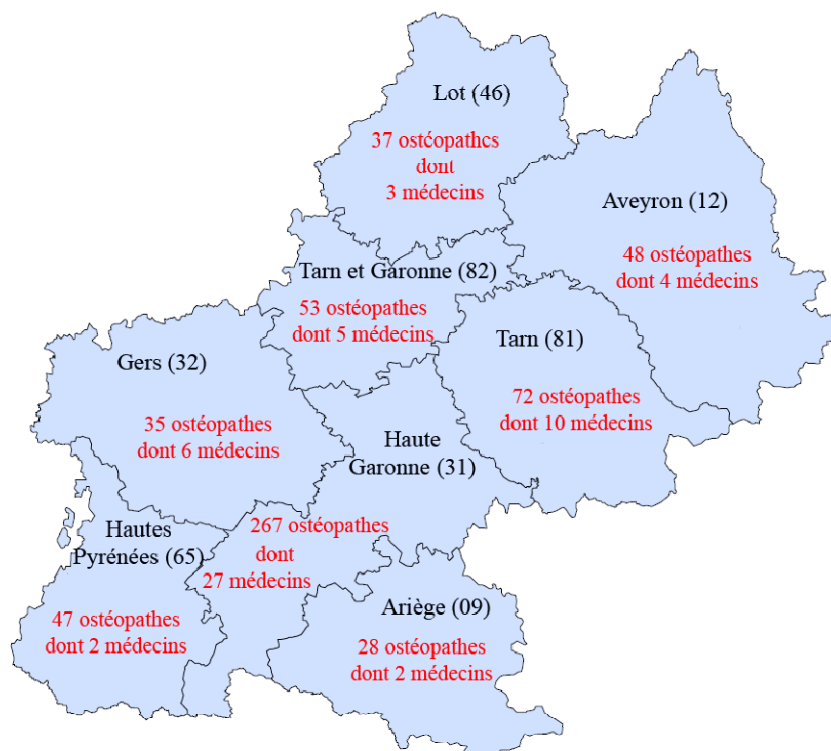 Lot (46)
37 ostéopathes
dont
3 médecins
Aveyron (12)
48 ostéopathes
dont 4 médecins
Tarn et Garonne (82)
53 ostéopathes
dont 5 médecins
Tarn (81)
72 ostéopathes
dont 10 médecins
Gers (32)
35 ostéopathes
dont 6 médecins
Haute
Garonne (31)
267 ostéopathes
dont
27 médecins
Hautes
Pyrénées (65)
47 ostéopathes
dont 2 médecins
Ariège (09)
28 ostéopathes
dont 2 médecins